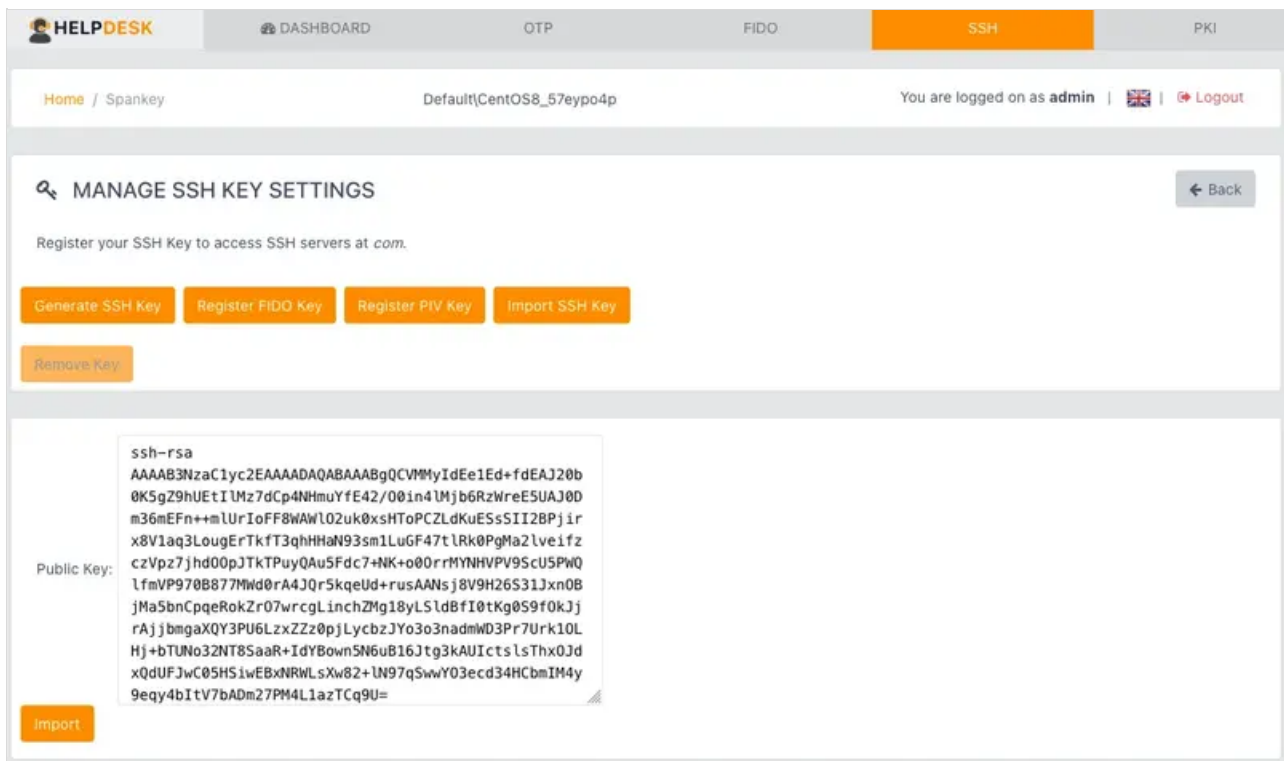 HELPDESK DASHBOARD OTP FIDO SSH PKI
Home / Spankey Default\CentOS8_57eypo4p You are logged on as admin | | Logout
MANAGE SSH KEY SETTINGS Back
Register your SSH Key to access SSH servers at com.
Generate SSH Key Register FIDO Key Register PIV Key Import SSH Key
Remove Key
Public Key:
ssh-rsa
AAAAB3NzaC1yc2EAAAADAQABAAABgQCVMMyIdEe1Ed+fdEAJ20b
0K5gZ9hUEtIlMz7dCp4NHmuYfE42/O0in4lMjb6RzWreE5UAJ0D
m36mEFn++mlUrIoFF8WAWlO2uk0xsHToPCZLdKuESsSII2BPjir
x8V1aq3LougErTkfT3qhHHaN93sm1LuGF47tlRk0PgMa2lveifz
czVpz7jhdOOpJTkTPuyQAu5Fdc7+NK+o0OrrMYNHVPV9ScU5PWQ
lfmVP970B877MWd0rA4JQr5kqeUd+rusAANsj8V9H26S31JxnOB
jMa5bnCpqeRokZrO7wrcgLinchZMg18yLSldBfI0tKg0S9fOkJj
rAjjbmgaXQY3PU6LzxZZz0pjLycbzJYo3o3nadmWD3Pr7Urk1OL
Hj+bTUNo32NT8SaaR+IdYBown5N6uB16Jtg3kAUIctslsThxOJd
xQdUFJwC05HSiwEBxNRWLsXw82+lN97qSwwYO3ecd34HCbmIM4y
9eqy4bItV7bADm27PM4L1azTCq9U=
Import